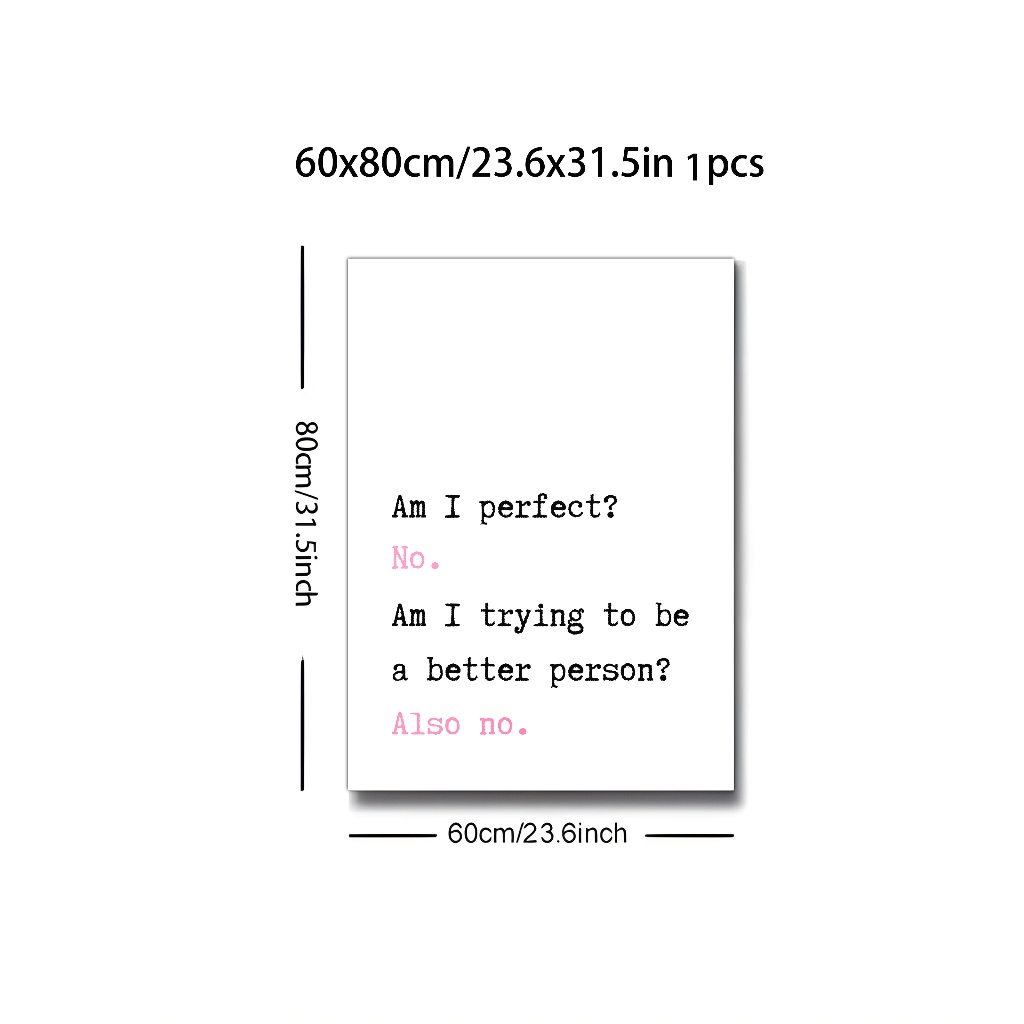 60x80cm/23.6x31.5in 1pcs
80cm/31.5inch
Am I perfect?
No.
Am I trying to be
a better person?
Also no.
60cm/23.6inch